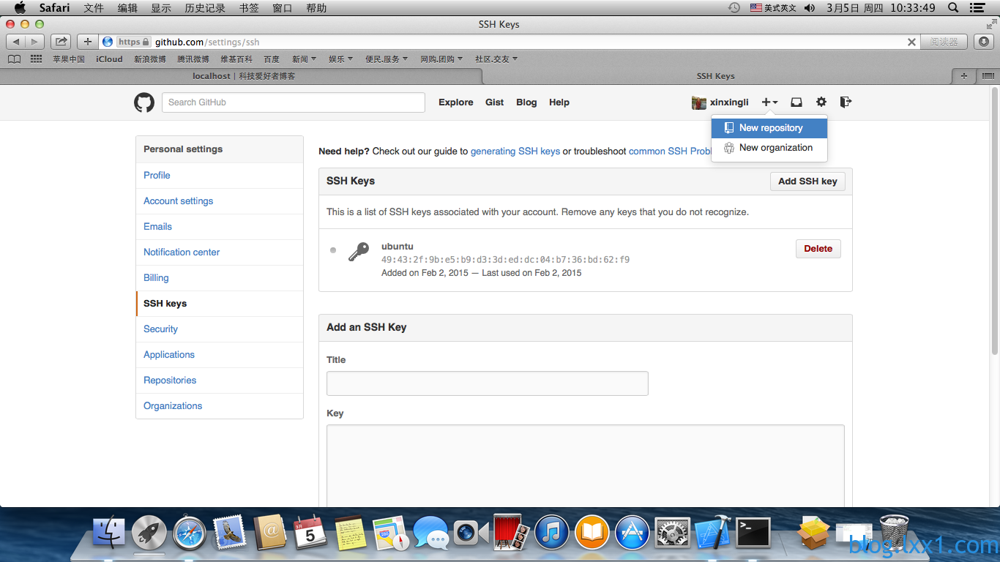 Safari 文件 编辑 显示 历史记录 书签 窗口 帮助 美式英文 3月5日 周四 10:33:49
SSH Keys
https github.com/settings/ssh 阅读器
苹果中国 iCloud 新浪微博 腾讯微博 维基百科 百度 新闻 娱乐 便民.服务 网购.团购 社区.交友
localhost | 科技爱好者博客 SSH Keys
Search GitHub Explore Gist Blog Help xinxingli
New repository
New organization
Personal settings
Profile
Account settings
Emails
Notification center
Billing
SSH keys
Security
Applications
Repositories
Organizations
Need help? Check out our guide to generating SSH keys or troubleshoot common SSH Prob
SSH Keys Add SSH key
This is a list of SSH keys associated with your account. Remove any keys that you do not recognize.
ubuntu
49:43:2f:9b:e5:b9:d3:3d:ed:dc:04:b7:36:bd:62:f9
Added on Feb 2, 2015 — Last used on Feb 2, 2015
Delete
Add an SSH Key
Title
Key
3月
5
280
blog.lxx1.com